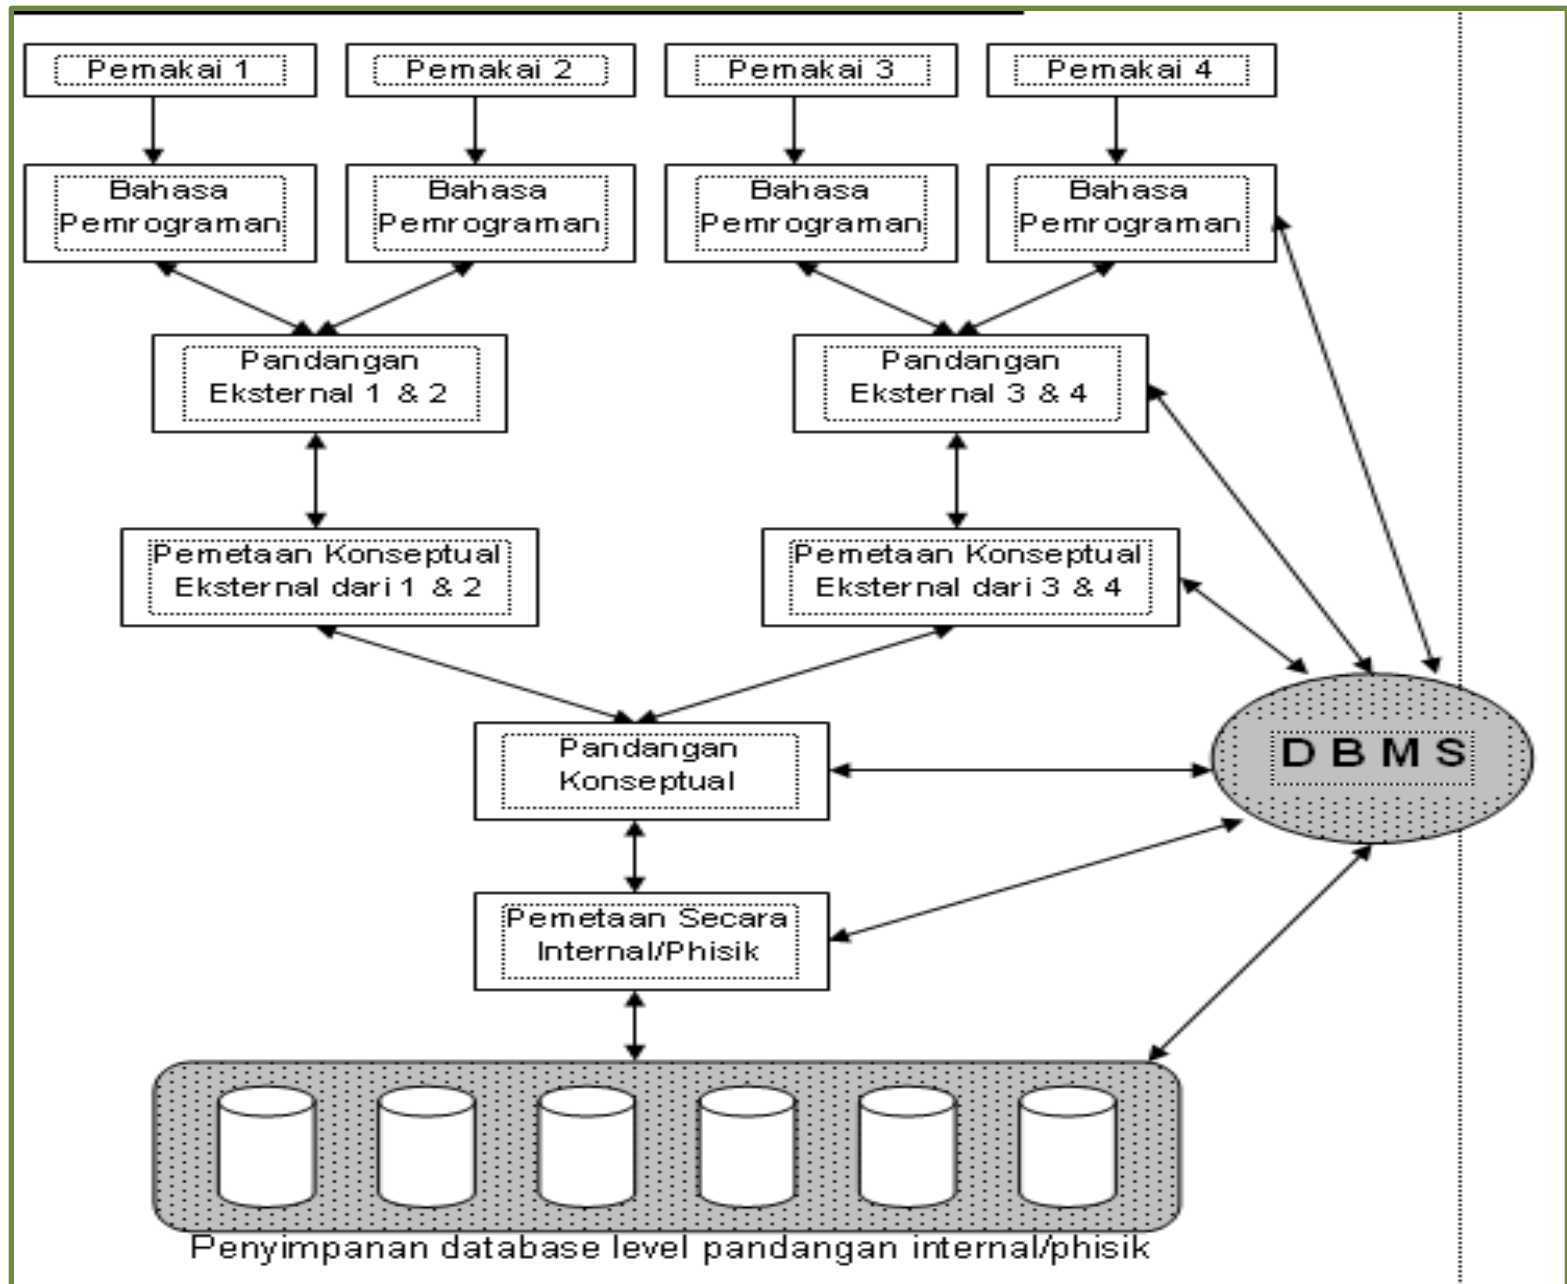 Pemakai 1
Pemakai 2
Pemakai 3
Pemakai 4
Bahasa
Pemrograman
Bahasa
Pemrograman
Bahasa
Pemrograman
Bahasa
Pemrograman
Pandangan
Eksternal 1 & 2
Pandangan
Eksternal 3 & 4
Pemetaan Konseptual
Eksternal dari 1 & 2
Pemetaan Konseptual
Eksternal dari 3 & 4
Pandangan
Konseptual
D B M S
Pemetaan Secara
Internal/Phisik
Penyimpanan database level pandangan internal/phisik